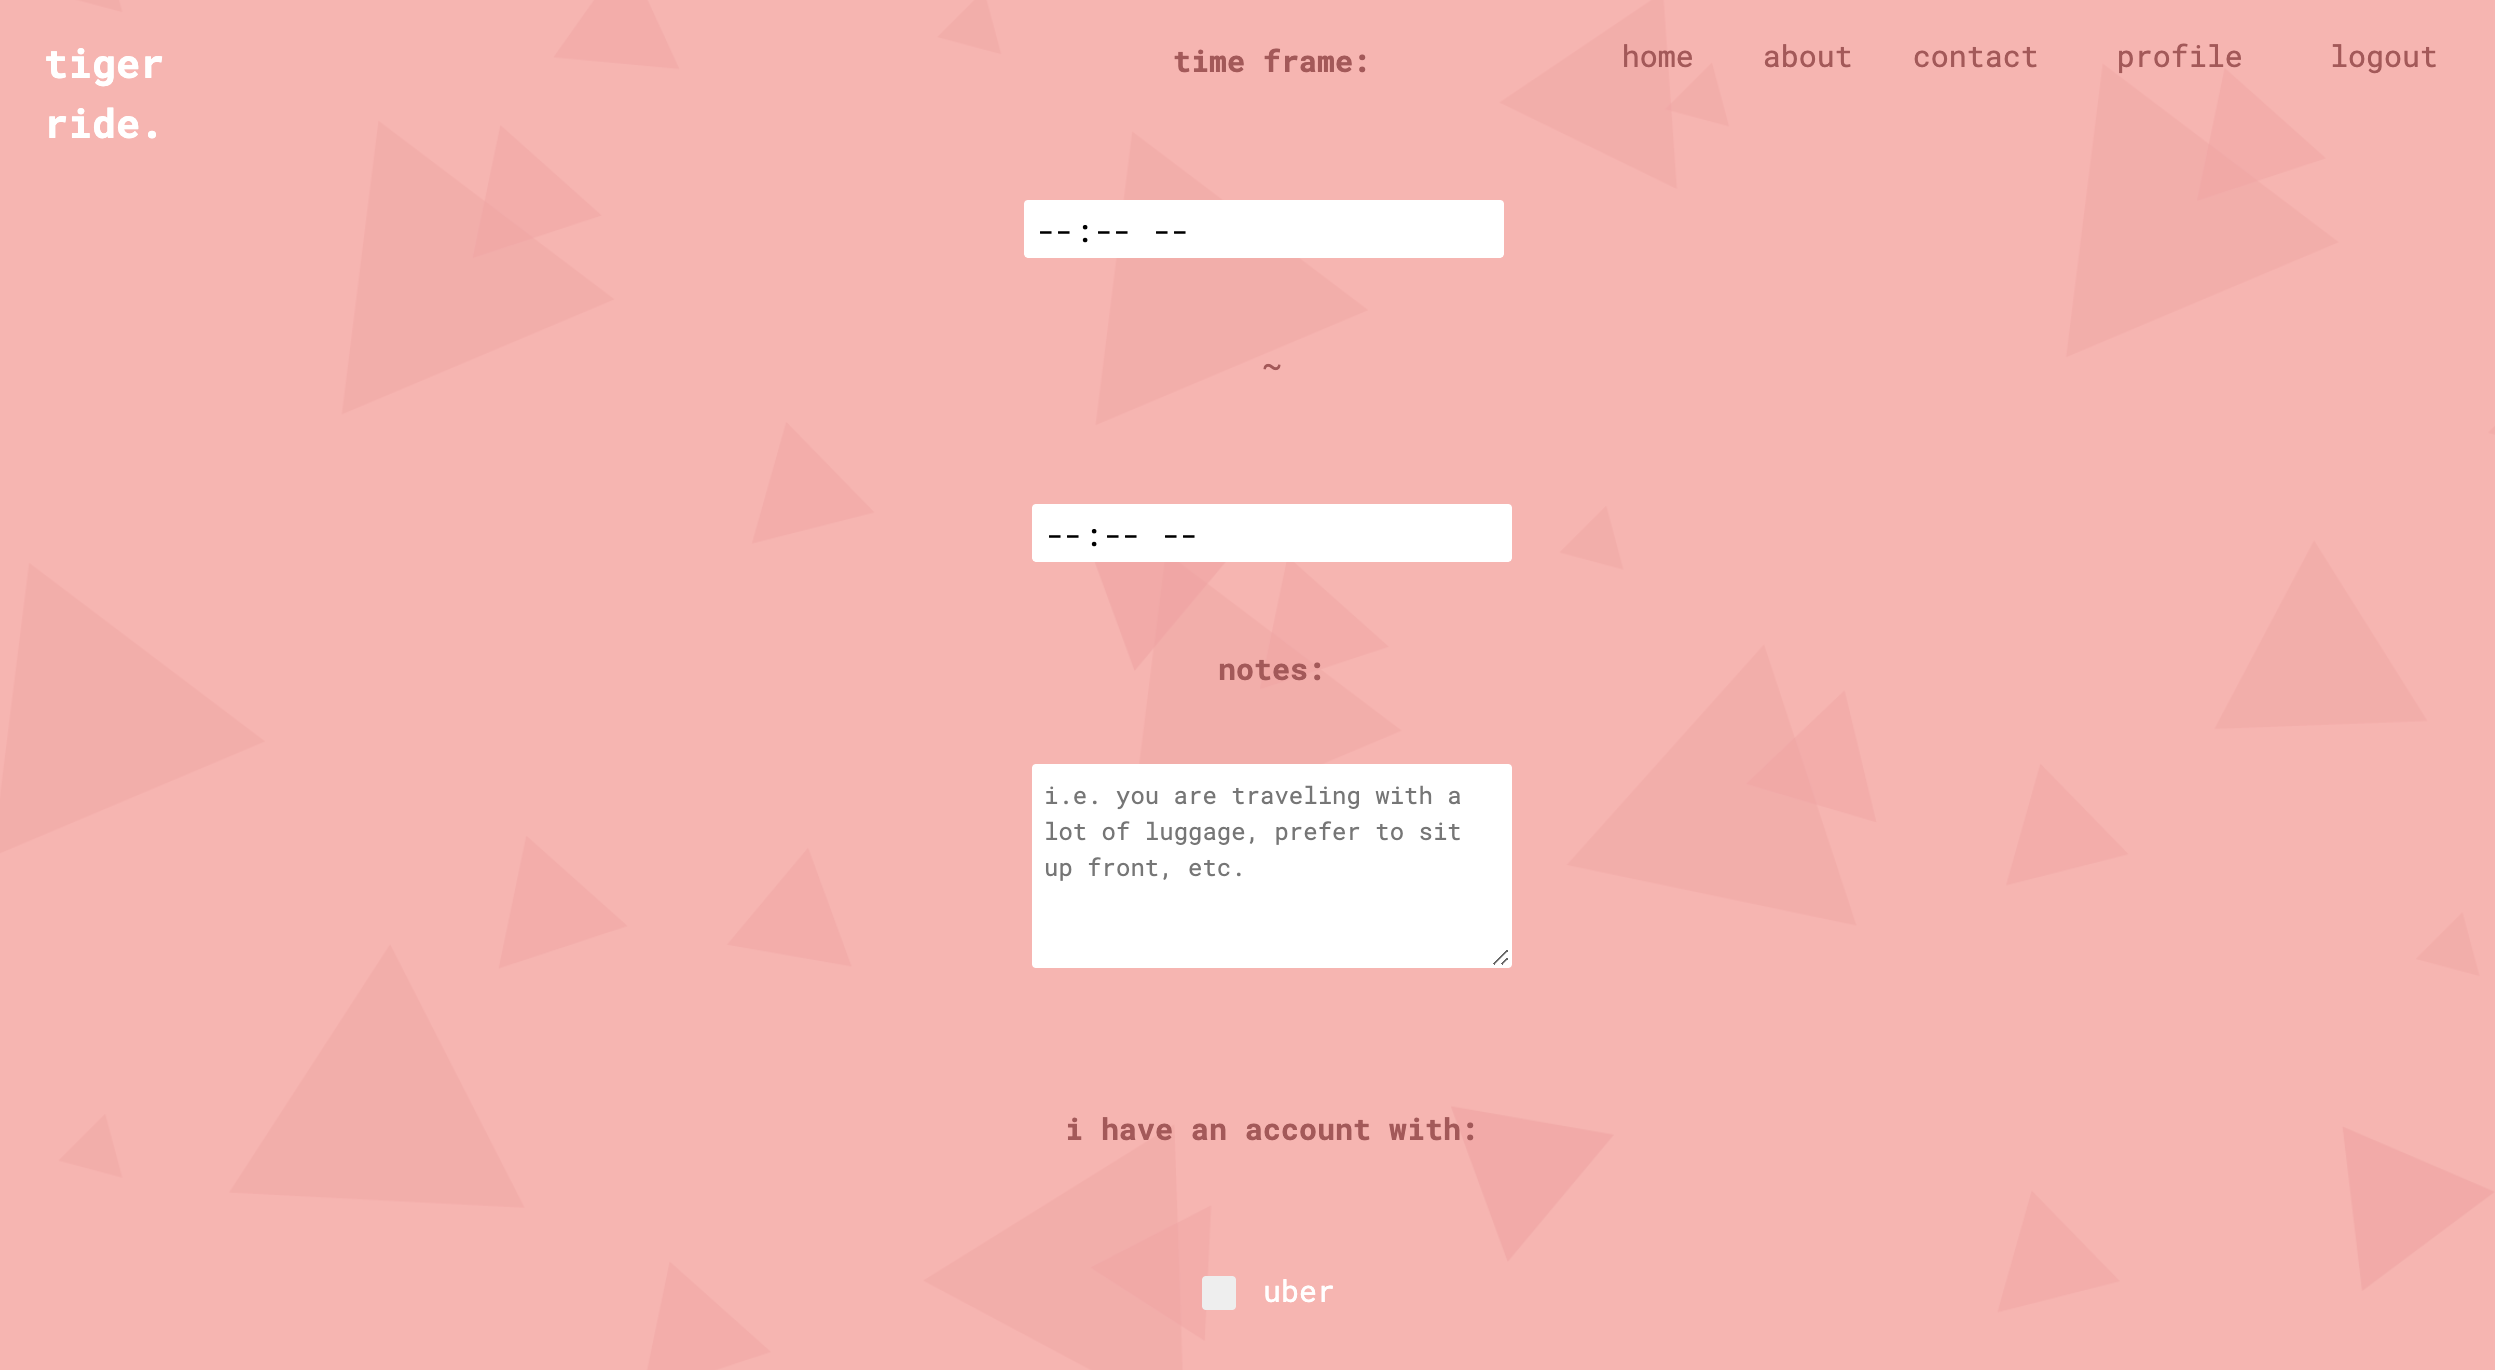 tiger
ride.
time frame:
home about contact profile logout
--:-- --
~
--:-- --
notes:
i.e. you are traveling with a
lot of luggage, prefer to sit
up front, etc.
i have an account with:
uber